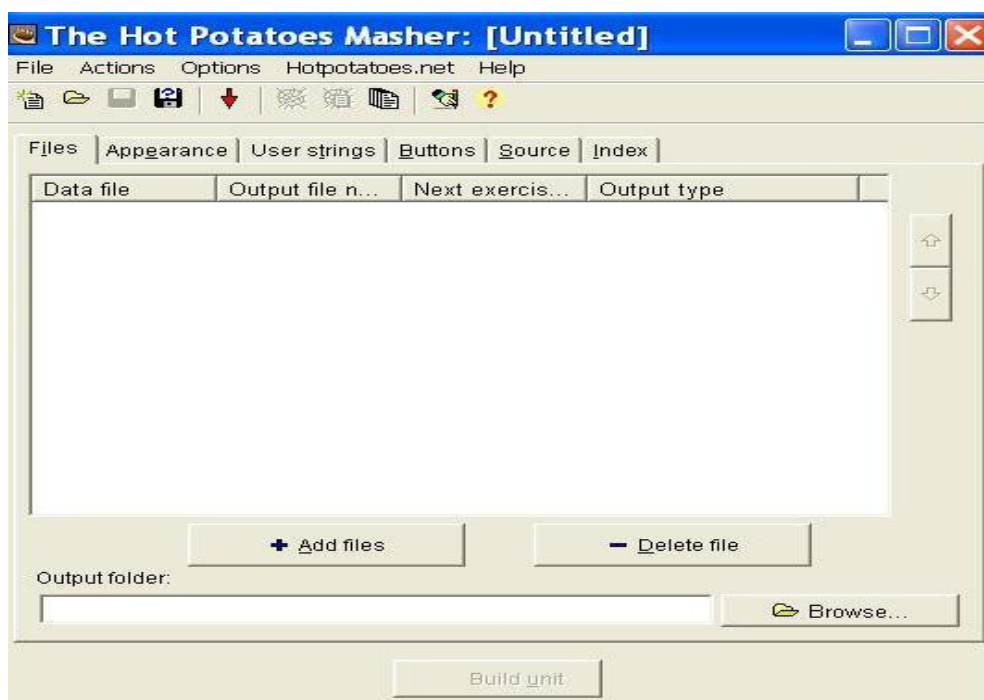 The Hot Potatoes Masher: [Untitled]
File Actions Options Hotpotatoes.net Help
?
Files Appearance User strings Buttons Source Index
Data file Output file n... Next exercis... Output type
+ Add files - Delete file
Output folder:
Browse...
Build unit